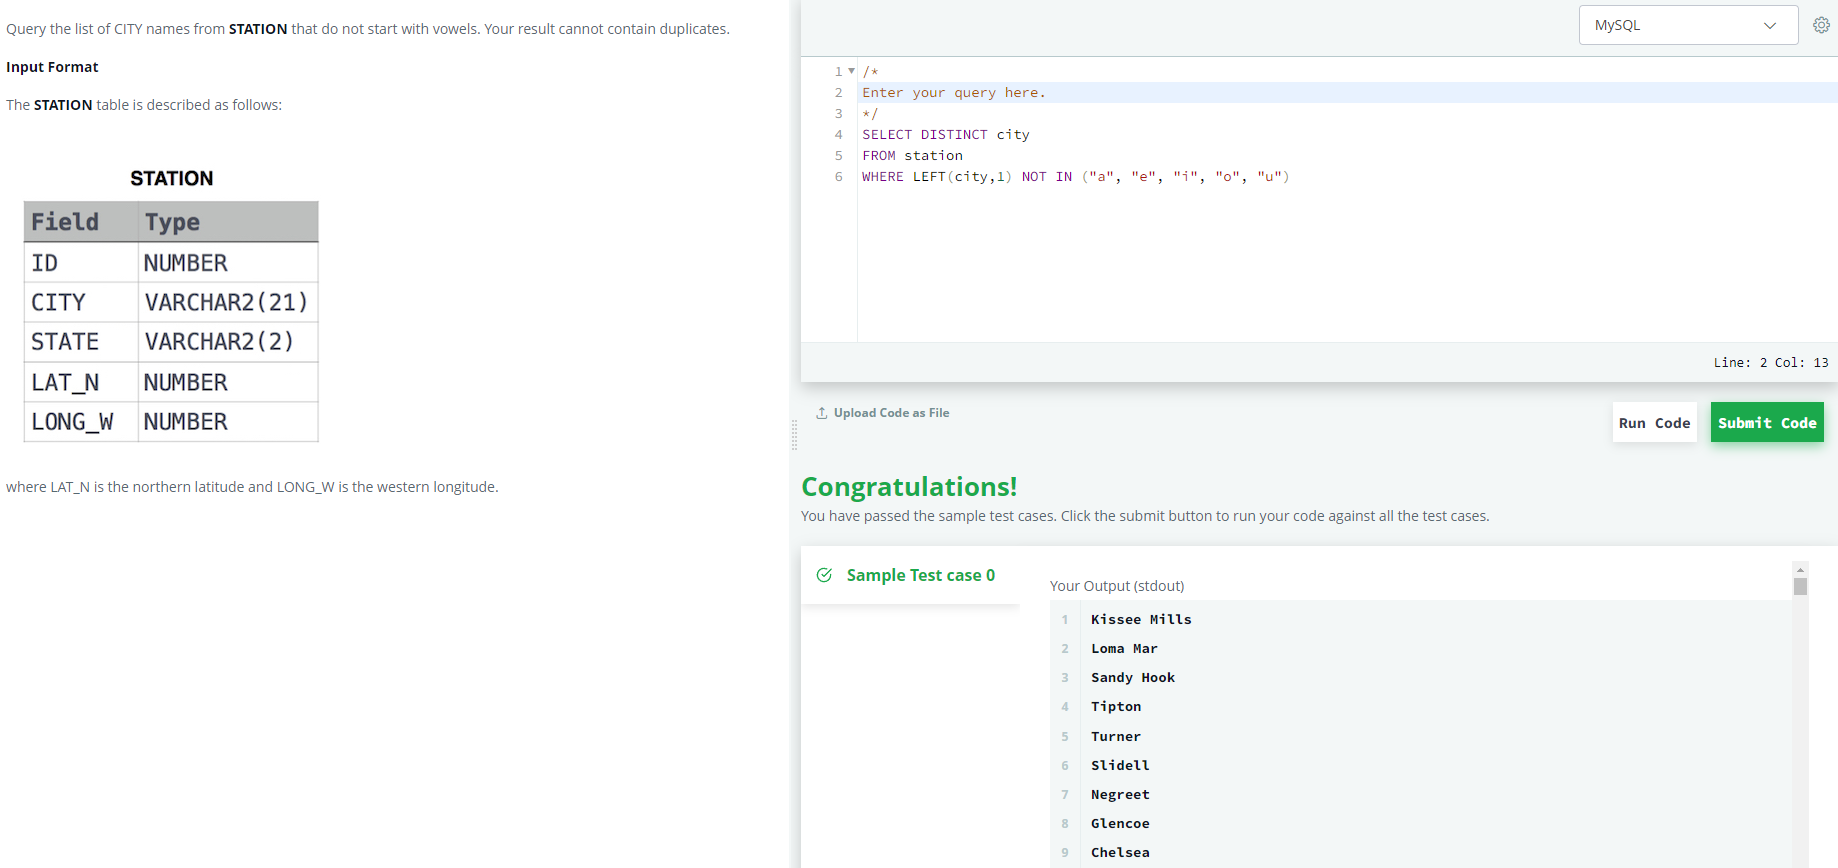 Query the list of CITY names from STATION that do not start with vowels. Your result cannot contain duplicates.
Input Format
The STATION table is described as follows:
STATION
Field Type
ID NUMBER
CITY VARCHAR2(21)
STATE VARCHAR2(2)
LAT_N NUMBER
LONG_W NUMBER
where LAT_N is the northern latitude and LONG_W is the western longitude.
MySQL
1 /*
2 Enter your query here.
3 */
4 SELECT DISTINCT city
5 FROM station
6 WHERE LEFT(city,1) NOT IN ("a", "e", "i", "o", "u")
Line: 2 Col: 13
Upload Code as File
Run Code
Submit Code
Congratulations!
You have passed the sample test cases. Click the submit button to run your code against all the test cases.
Sample Test case 0
Your Output (stdout)
1 Kissee Mills
2 Loma Mar
3 Sandy Hook
4 Tipton
5 Turner
6 Slidell
7 Negreet
8 Glencoe
9 Chelsea